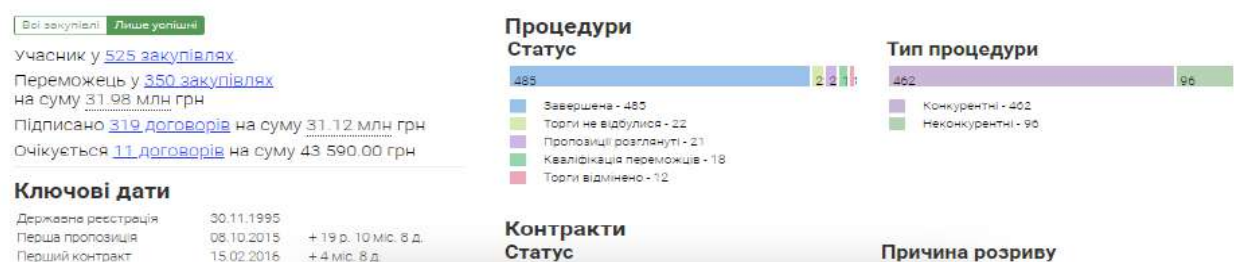 Всі закупівлі Лише успішні
Учасник у 525 закупівлях.
Переможець у 350 закупівлях
на суму 31.98 млн грн
Підписано 319 договорів на суму 31.12 млн грн
Очікується 11 договорів на суму 43 590.00 грн
Ключові дати
Державна реєстрація 30.11.1995
Перша пропозиція 08.10.2015 + 19 р. 10 міс. 8 д.
Перший контракт 15.02.2016 + 4 міс. 8 д.
Процедури
Статус
485 2 2 1
Завершена - 485
Торги не відбулися - 22
Пропозиції розглянуті - 21
Кваліфікація переможців - 18
Торги відмінено - 12
Тип процедури
462 96
Конкурентні - 462
Неконкурентні - 96
Контракти
Статус
Причина розриву